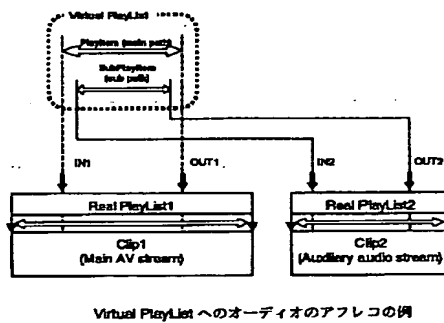 Virtual PlayList
PlayItem (main path)
SubPlayItem
(sub path)
IN1
OUT1
IN2
OUT2
Real PlayList1
Real PlayList2
Clip1
(Main AV stream)
Clip2
(Auxiliary audio stream)
Virtual PlayList へのオーディオのアフレコの例